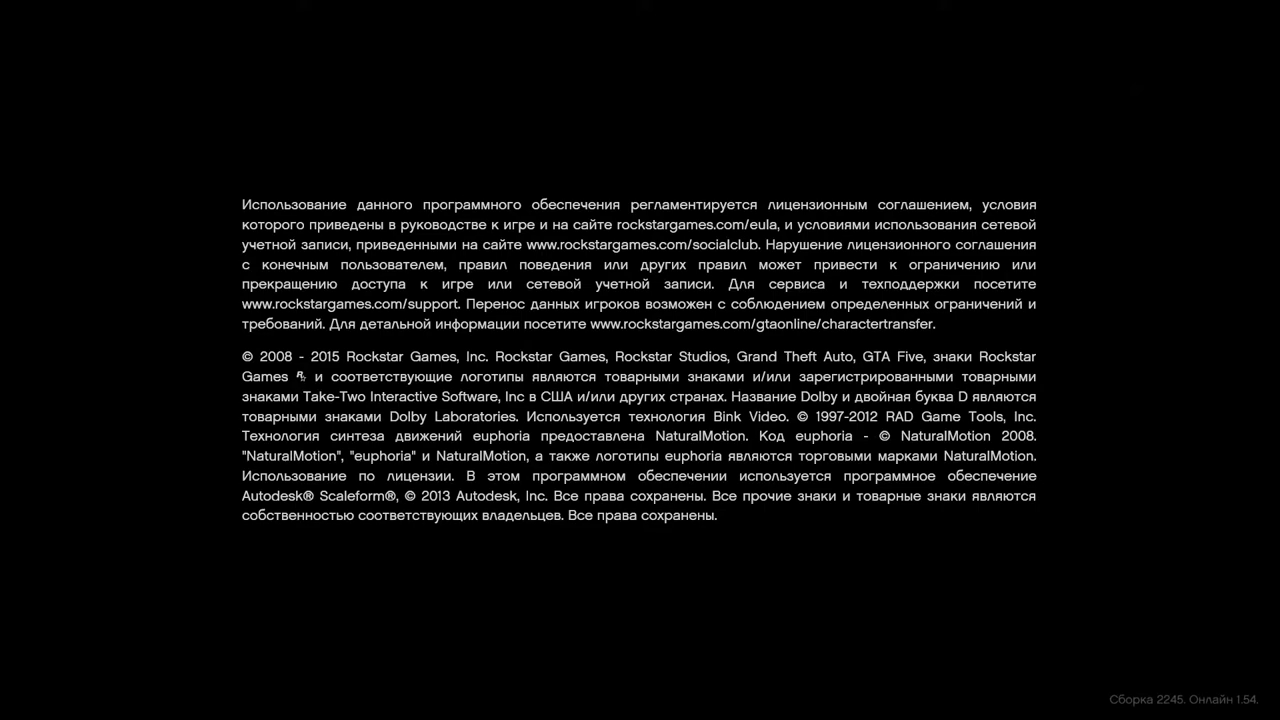 Использование данного программного обеспечения регламентируется лицензионным соглашением, условия
которого приведены в руководстве к игре и на сайте rockstargames.com/eula, и условиями использования сетевой
учетной записи, приведенными на сайте www.rockstargames.com/socialclub. Нарушение лицензионного соглашения
с конечным пользователем, правил поведения или других правил может привести к ограничению или
прекращению доступа к игре или сетевой учетной записи. Для сервиса и техподдержки посетите
www.rockstargames.com/support. Перенос данных игроков возможен с соблюдением определенных ограничений и
требований. Для детальной информации посетите www.rockstargames.com/gtaonline/charactertransfer.
© 2008 - 2015 Rockstar Games, Inc. Rockstar Games, Rockstar Studios, Grand Theft Auto, GTA Five, знаки Rockstar
Games R* и соответствующие логотипы являются товарными знаками и/или зарегистрированными товарными
знаками Take-Two Interactive Software, Inc в США и/или других странах. Название Dolby и двойная буква D являются
товарными знаками Dolby Laboratories. Используется технология Bink Video. © 1997-2012 RAD Game Tools, Inc.
Технология синтеза движений euphoria предоставлена NaturalMotion. Код euphoria - © NaturalMotion 2008.
"NaturalMotion", "euphoria" и NaturalMotion, а также логотипы euphoria являются торговыми марками NaturalMotion.
Использование по лицензии. В этом программном обеспечении используется программное обеспечение
Autodesk® Scaleform®, © 2013 Autodesk, Inc. Все права сохранены. Все прочие знаки и товарные знаки являются
собственностью соответствующих владельцев. Все права сохранены.
Сборка 2245. Онлайн 1.54.